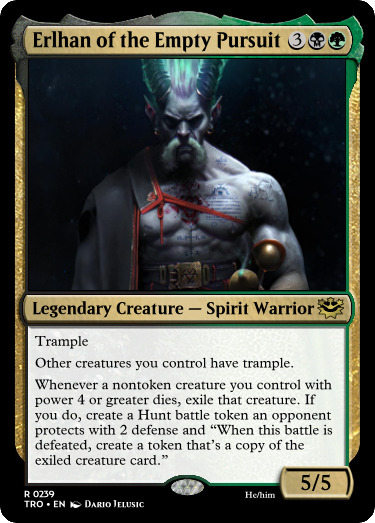 Erlhan of the Empty Pursuit 3
Legendary Creature — Spirit Warrior
Trample
Other creatures you control have trample.
Whenever a nontoken creature you control with
power 4 or greater dies, exile that creature. If
you do, create a Hunt battle token an opponent
protects with 2 defense and “When this battle is
defeated, create a token that’s a copy of the
exiled creature card.”
5/5
R 0239
TRO • EN Dario Jelusic
He/him